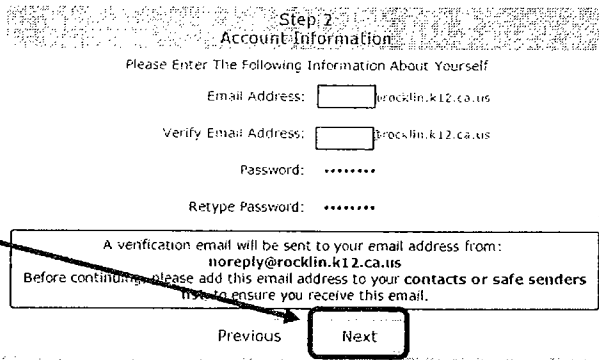 Step 2
Account Information
Please Enter The Following Information About Yourself
Email Address: rocklin.k12.ca.us
Verify Email Address: rocklin.k12.ca.us
Password: ••••••••
Retype Password: ••••••••
A verification email will be sent to your email address from:
noreply@rocklin.k12.ca.us
Before continuing, please add this email address to your contacts or safe senders
to ensure you receive this email.
Previous Next